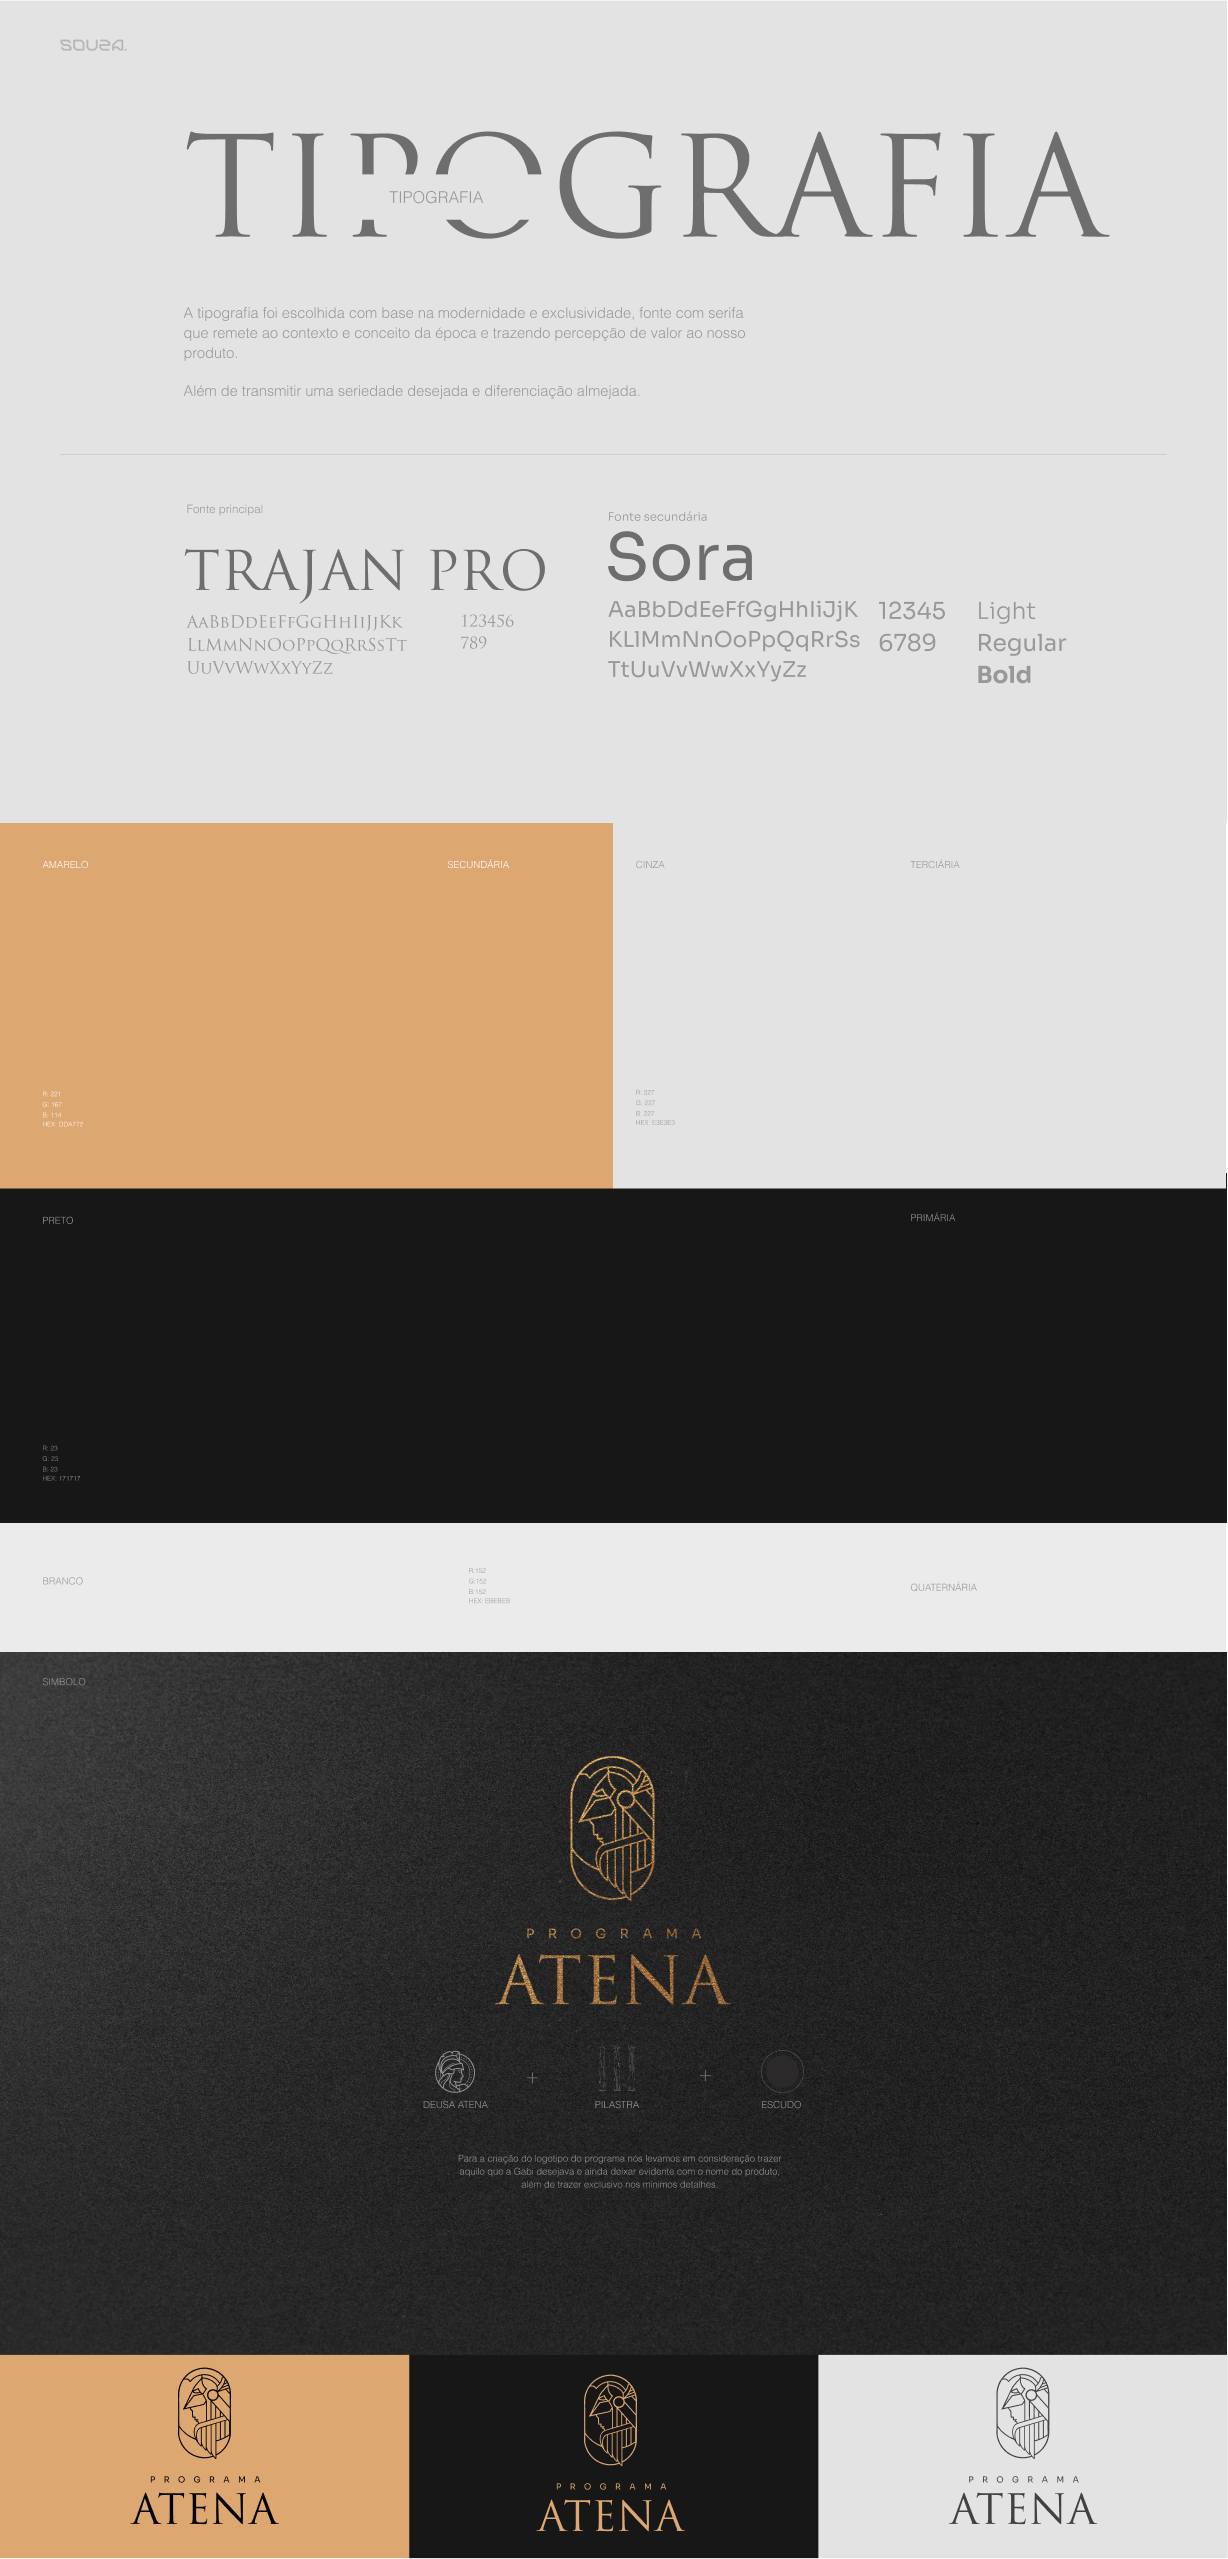 SOUZA.
TIPOGRAFIA
TIPOGRAFIA
A tipografia foi escolhida com base na modernidade e exclusividade, fonte com serifa
que remete ao contexto e conceito da época e trazendo percepção de valor ao nosso
produto.
Além de transmitir uma seriedade desejada e diferenciação almejada.
Fonte principal
TRAJAN PRO
AaBbDdEeFfGgHhIiJjKk
LlMmNnOoPpQqRrSsTt
UuVvWwXxYyZz
123456
789
Fonte secundária
Sora
AaBbDdEeFfGgHhIiJjK
KLlMmNnOoPpQqRrSs
TtUuVvWwXxYyZz
12345
6789
Light
Regular
Bold
AMARELO
SECUNDÁRIA
R: 221
G: 167
B: 114
HEX: DDA772
CINZA
TERCIÁRIA
R: 227
G: 227
B: 227
HEX: E3E3E3
PRETO
PRIMÁRIA
R: 23
G: 23
B: 23
HEX: 171717
BRANCO
R:152
G:152
B:152
HEX: EBEBEB
QUATERNÁRIA
SIMBOLO
PROGRAMA
ATENA
DEUSA ATENA
+
PILASTRA
+
ESCUDO
Para a criação do logotipo do programa nós levamos em consideração trazer
aquilo que a Gabi desejava e ainda deixar evidente com o nome do produto,
além de trazer exclusivo nos mínimos detalhes.
PROGRAMA
ATENA
PROGRAMA
ATENA
PROGRAMA
ATENA